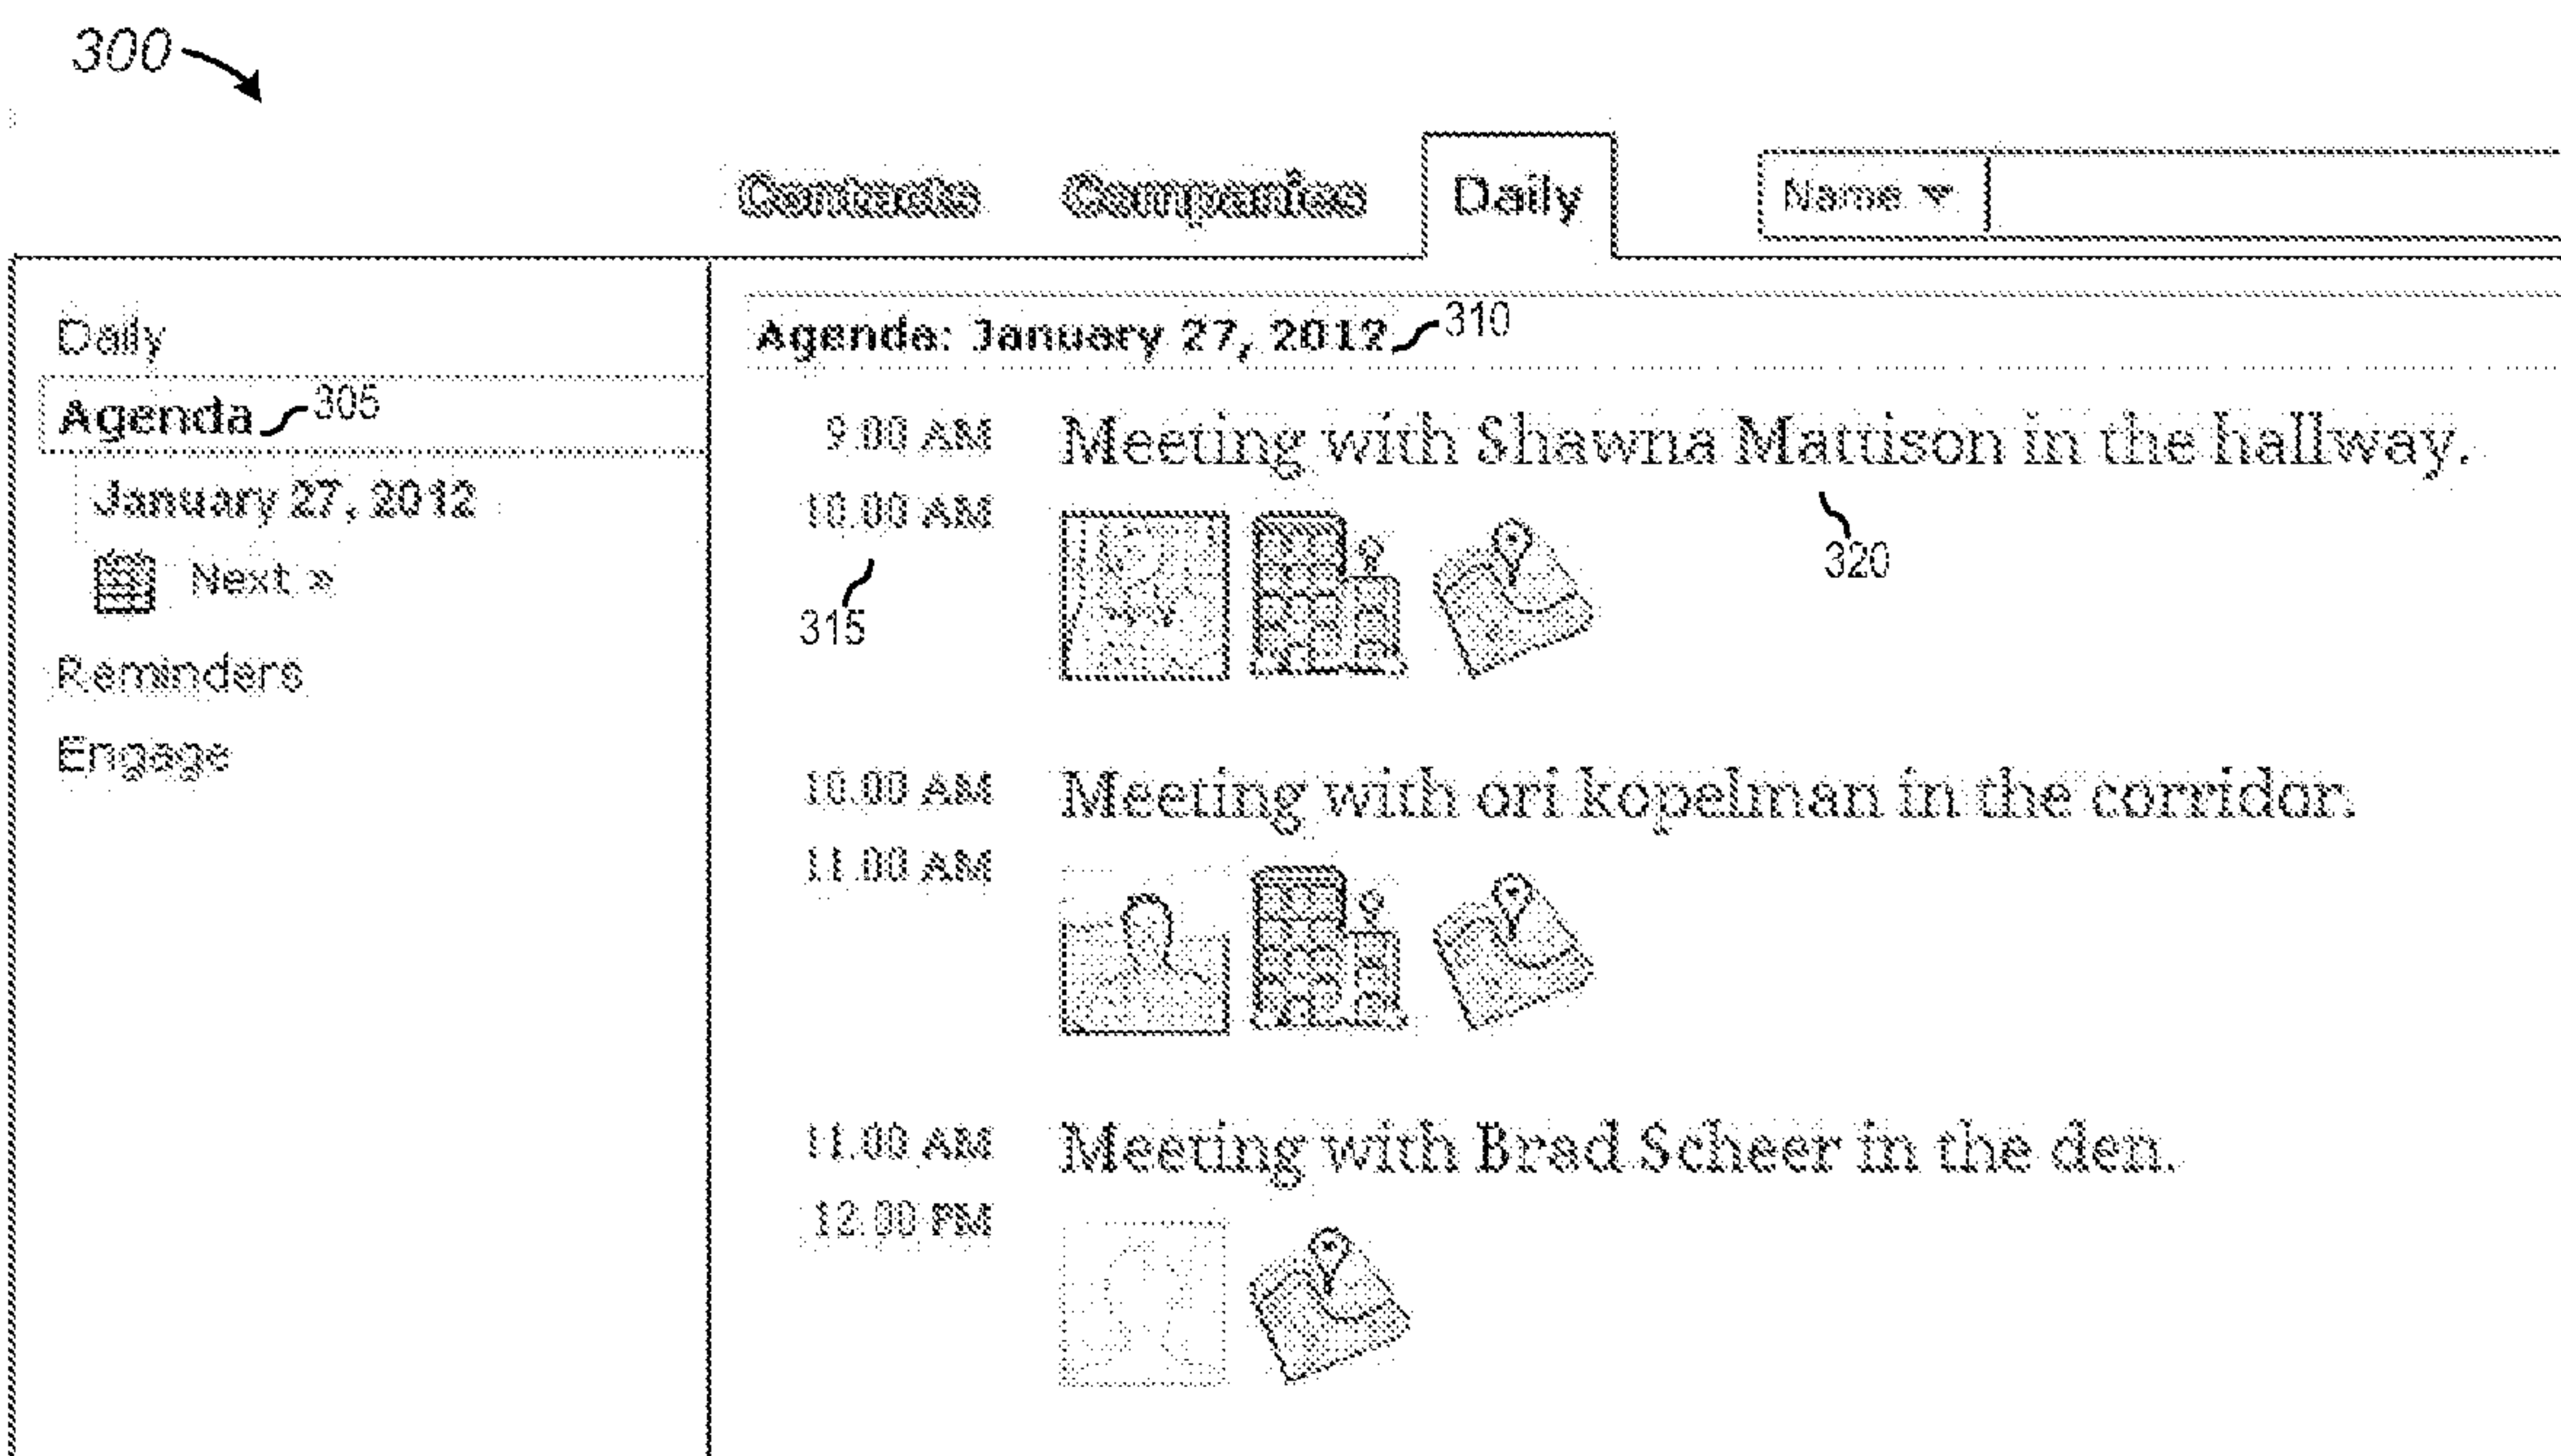 300
Contacts Companies Daily Name
Daily
Agenda 305
January 27, 2012
Next »
Reminders
Engage
Agenda: January 27, 2012 310
9.00 AM Meeting with Shawna Mattison in the hallway.
10.00 AM
315
320
10.00 AM Meeting with ori kopelman in the corridor.
11.00 AM
11.00 AM Meeting with Brad Scheer in the den.
12.00 PM